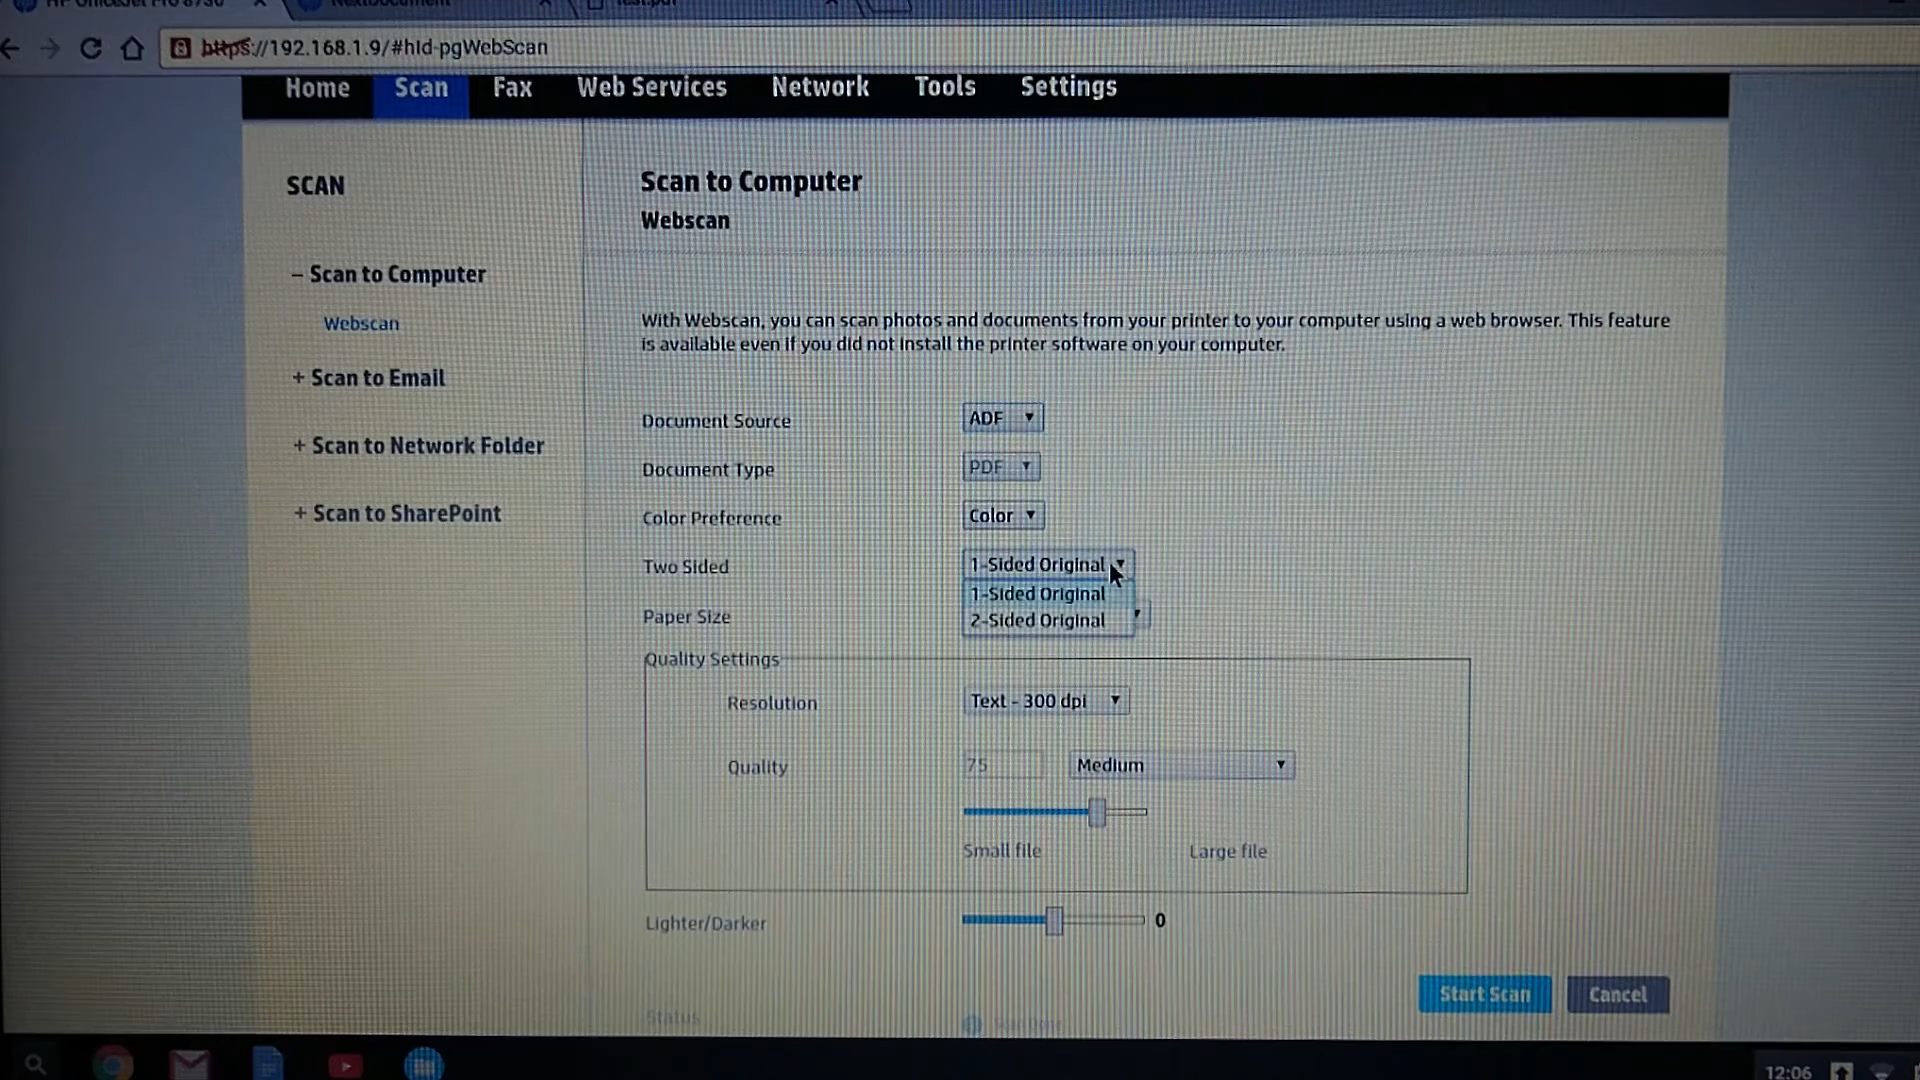 https://192.168.1.9/#hId-pgWebScan
Home Scan Fax Web Services Network Tools Settings
SCAN
– Scan to Computer
Webscan
+ Scan to Email
+ Scan to Network Folder
+ Scan to SharePoint
Scan to Computer
Webscan
With Webscan, you can scan photos and documents from your printer to your computer using a web browser. This feature
is available even if you did not install the printer software on your computer.
Document Source ADF
Document Type PDF
Color Preference Color
Two Sided 1-Sided Original
1-Sided Original
2-Sided Original
Paper Size
Quality Settings
Resolution Text - 300 dpi
Quality 75 Medium
Small file Large file
Lighter/Darker 0
Start Scan Cancel
Status Scan Done
12:06